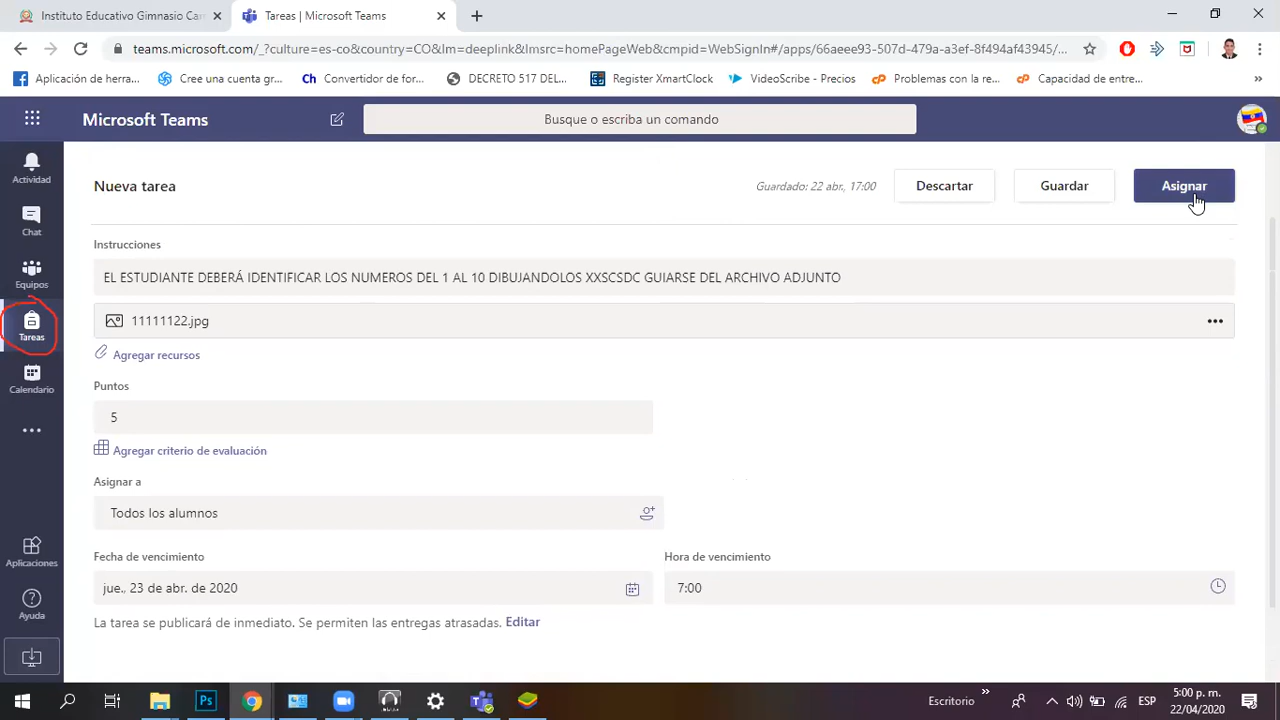 Instituto Educativo Gimnasio Cam
Tareas | Microsoft Teams
teams.microsoft.com/_?culture=es-co&country=CO&lm=deeplink&lmsrc=homePageWeb&cmpid=WebSignIn#/apps/66aeee93-507d-479a-a3ef-8f494af43945/...
Aplicación de herra...
Cree una cuenta gr...
Ch Convertidor de for...
DECRETO 517 DEL...
Register XmartClock
VideoScribe - Precios
Problemas con la re...
Capacidad de entre...
»
Microsoft Teams
Busque o escriba un comando
Actividad
Chat
Equipos
Tareas
Calendario
Aplicaciones
Ayuda
Nueva tarea
Guardado: 22 abr., 17:00
Descartar
Guardar
Asignar
Instrucciones
EL ESTUDIANTE DEBERÁ IDENTIFICAR LOS NUMEROS DEL 1 AL 10 DIBUJANDOLOS XXSCSDC GUIARSE DEL ARCHIVO ADJUNTO
11111122.jpg
Agregar recursos
Puntos
5
Agregar criterio de evaluación
Asignar a
Todos los alumnos
Fecha de vencimiento
Hora de vencimiento
jue., 23 de abr. de 2020
7:00
La tarea se publicará de inmediato. Se permiten las entregas atrasadas. Editar
Ps
Escritorio
»
ESP
5:00 p. m.
22/04/2020